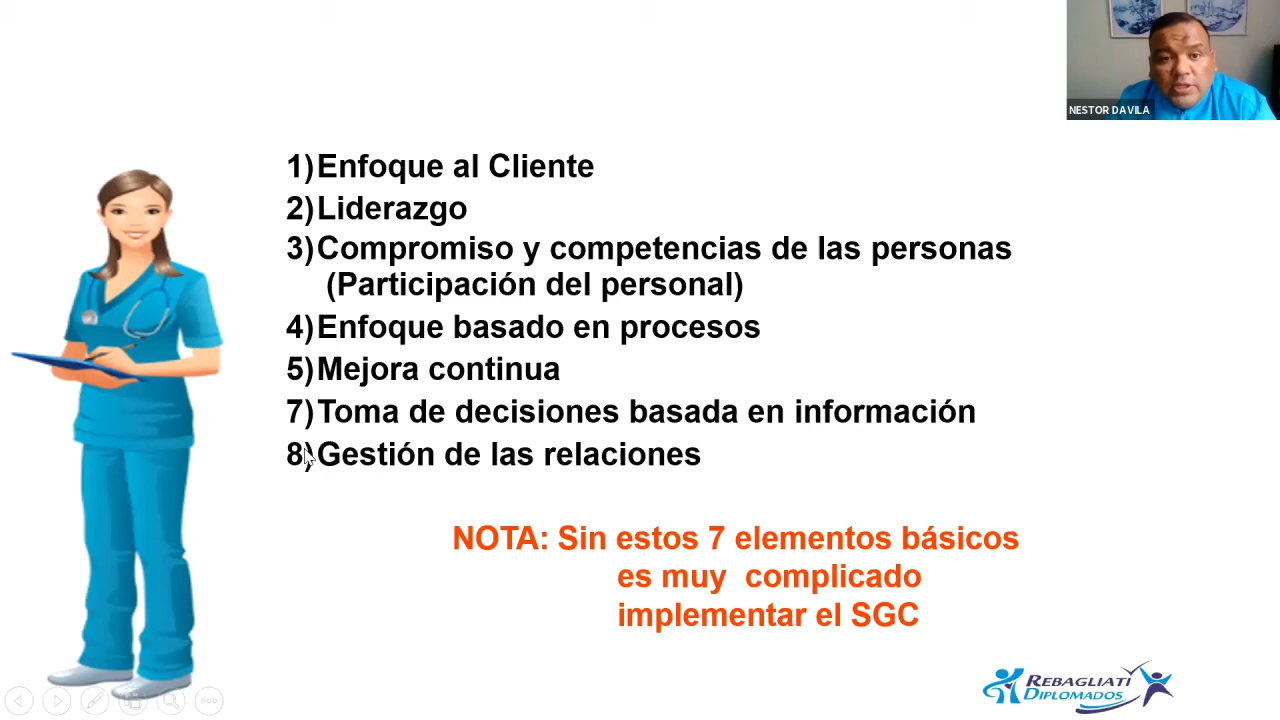 NESTOR DAVILA
1)Enfoque al Cliente
2)Liderazgo
3)Compromiso y competencias de las personas
(Participación del personal)
4)Enfoque basado en procesos
5)Mejora continua
7)Toma de decisiones basada en información
8)Gestión de las relaciones
NOTA: Sin estos 7 elementos básicos
es muy complicado
implementar el SGC
REBAGLIATI
DIPLOMADOS